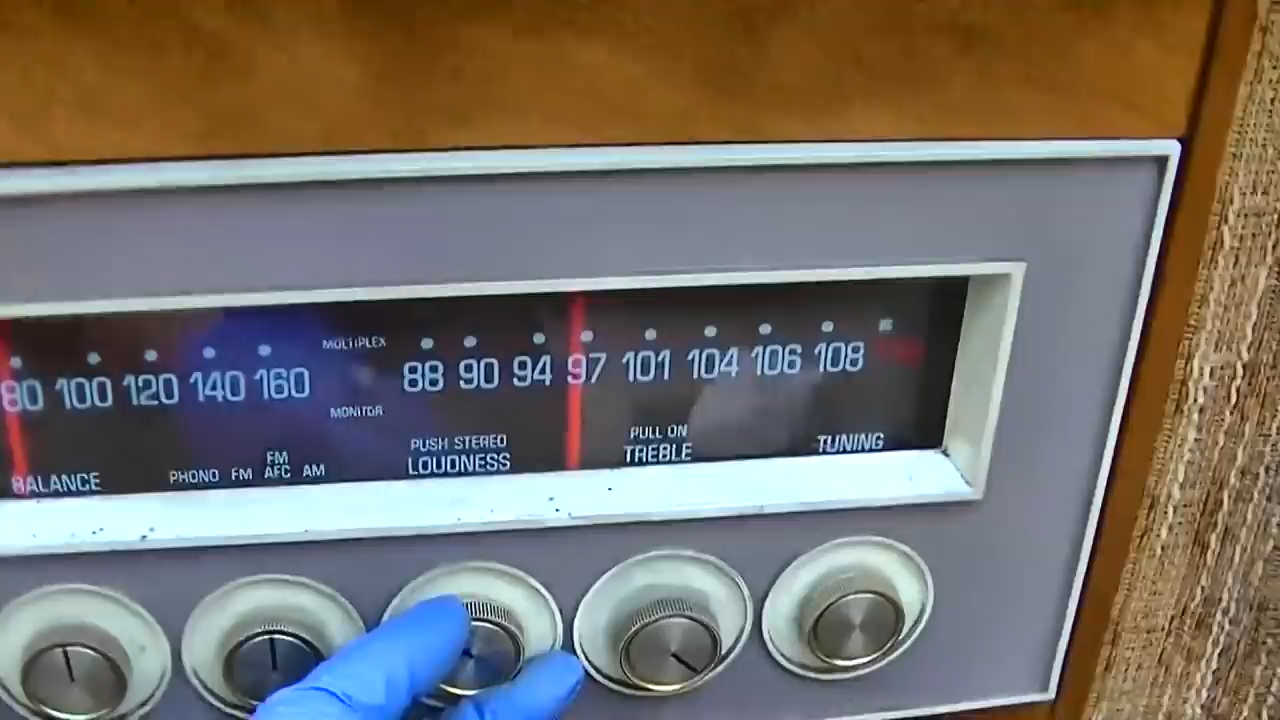 MULTIPLEX
80 100 120 140 160
88 90 94 97 101 104 106 108
MONITOR
BALANCE
PHONO FM FM AFC AM
PUSH STEREO
LOUDNESS
PULL ON
TREBLE
TUNING